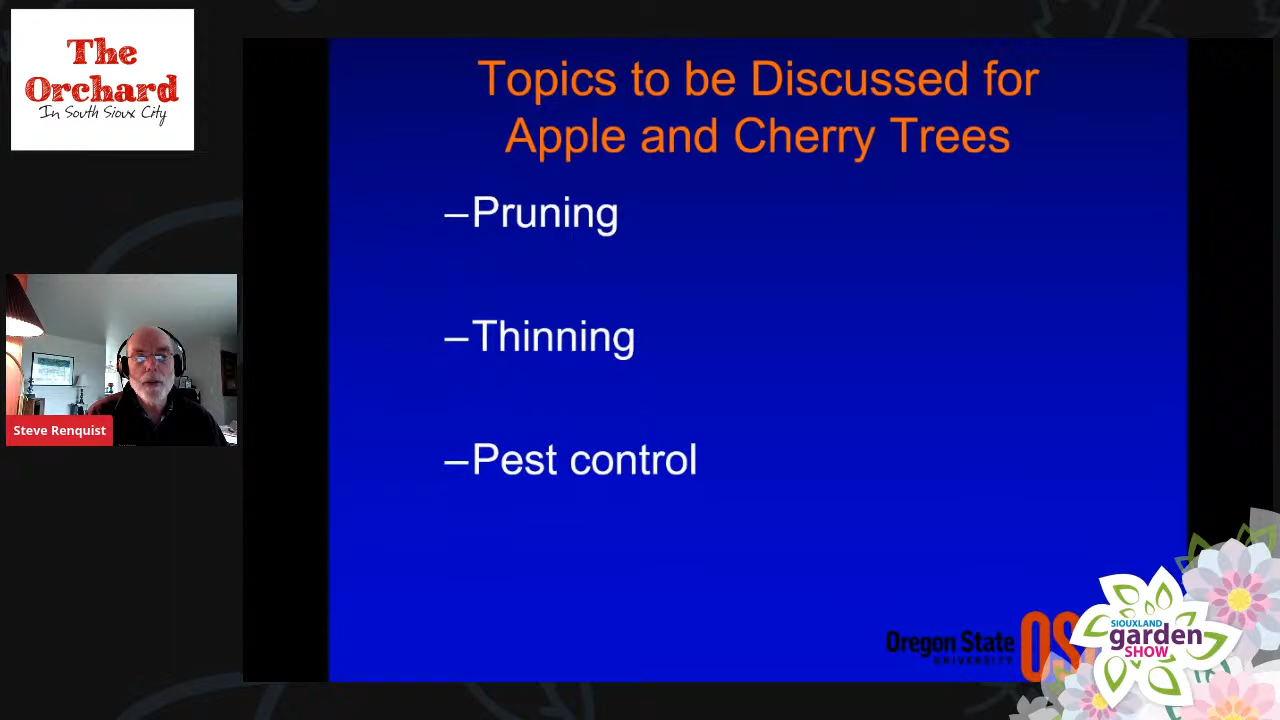 The
Orchard
In South Sioux City
Topics to be Discussed for
Apple and Cherry Trees
–Pruning
–Thinning
–Pest control
Steve Renquist
Oregon State
UNIVERSITY
OS
SIOUXLAND
garden
SHOW